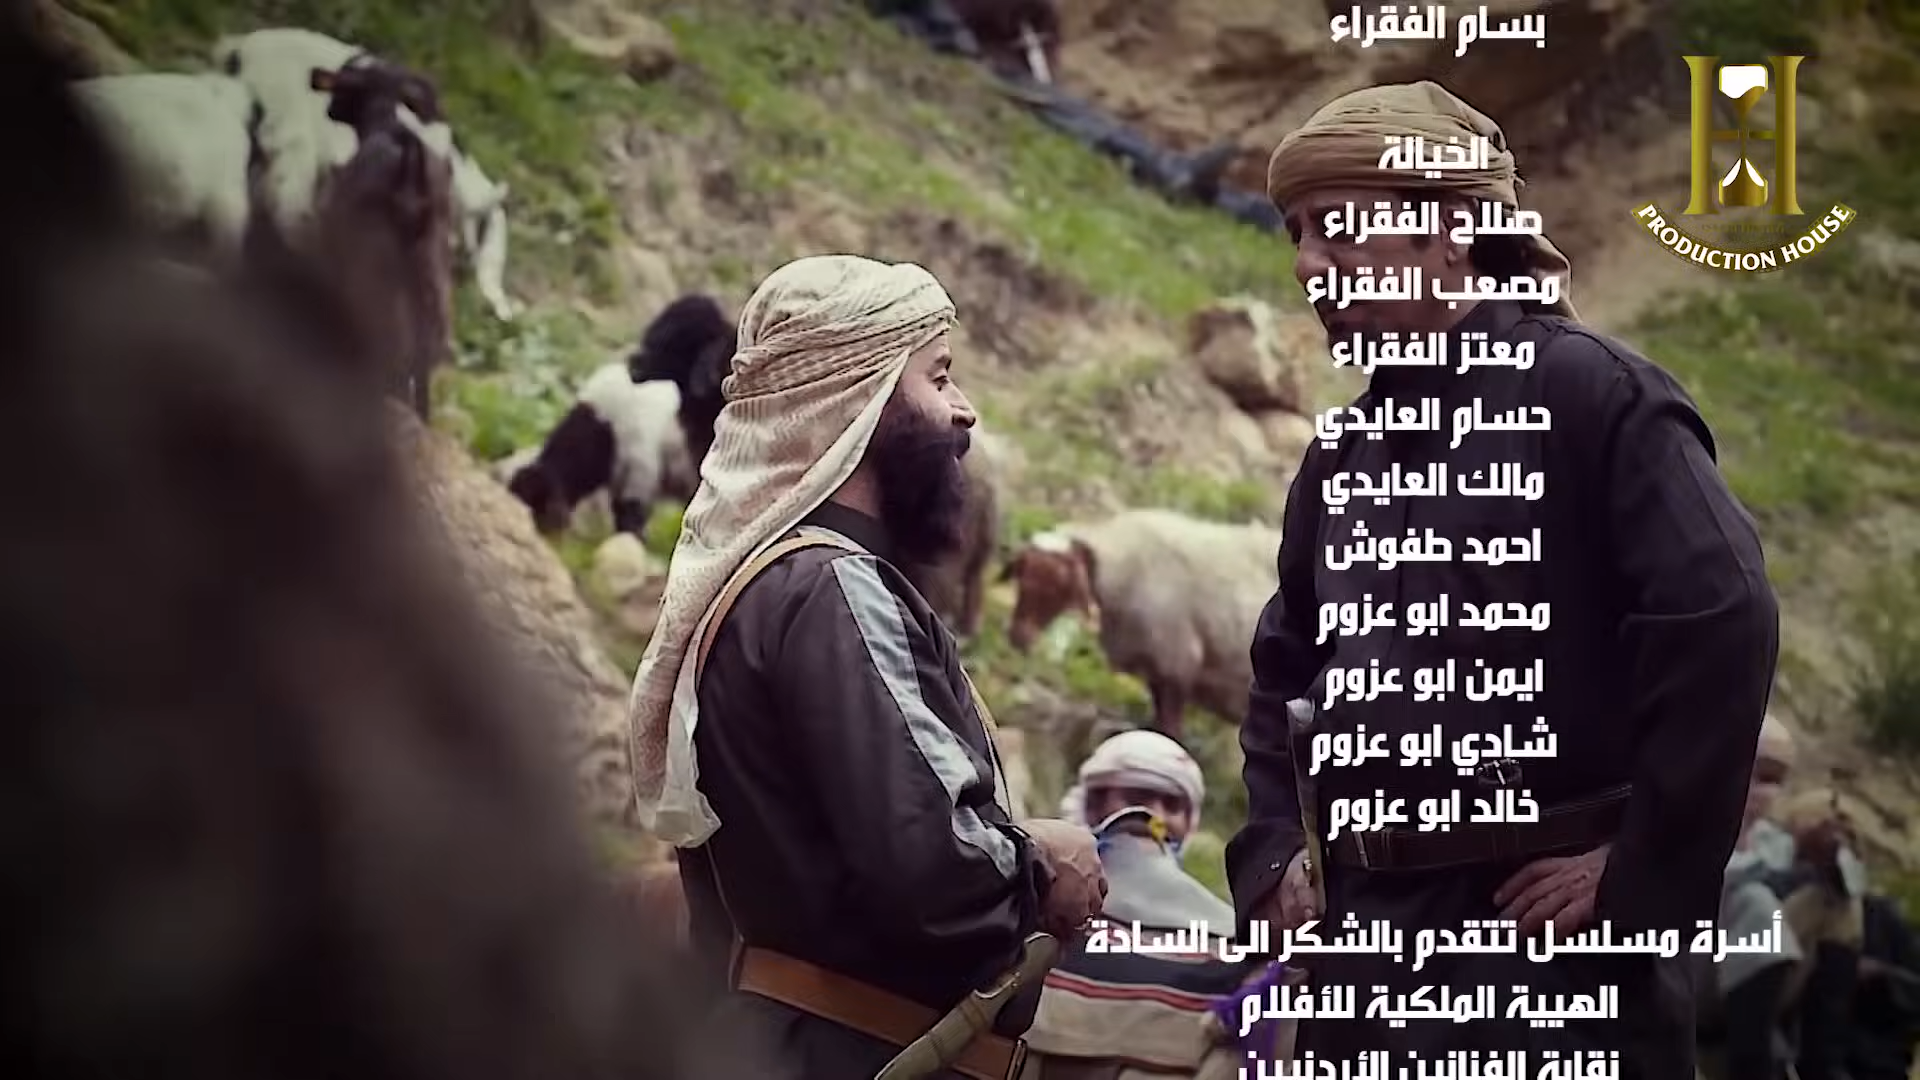 بسام الفقراء
الخيالة
صلاح الفقراء
مصعب الفقراء
معتز الفقراء
حسام العايدي
مالك العايدي
احمد طفوش
محمد ابو عزوم
ايمن ابو عزوم
شادي ابو عزوم
خالد ابو عزوم
أسرة مسلسل تتقدم بالشكر الى السادة
الهيية الملكية للأفلام
نقابة الفنانين الأردنيين
PRODUCTION HOUSE